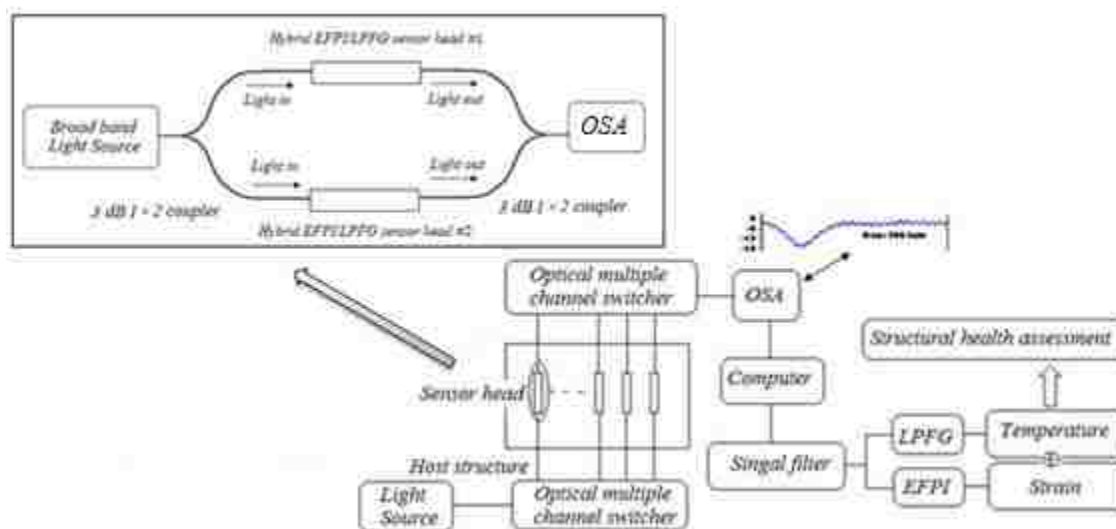 Hybrid EFPI/LPFG sensor head #1
Light in
Light out
Broad band
Light Source
OSA
Light in
Light out
3 dB 1 × 2 coupler
3 dB 1 × 2 coupler
Hybrid EFPI/LPFG sensor head #2
Optical multiple
channel switcher
OSA
Structural health assessment
Computer
Sensor head
LPFG
Temperature
Singal filter
Host structure
EFPI
Strain
Light
Source
Optical multiple
channel switcher